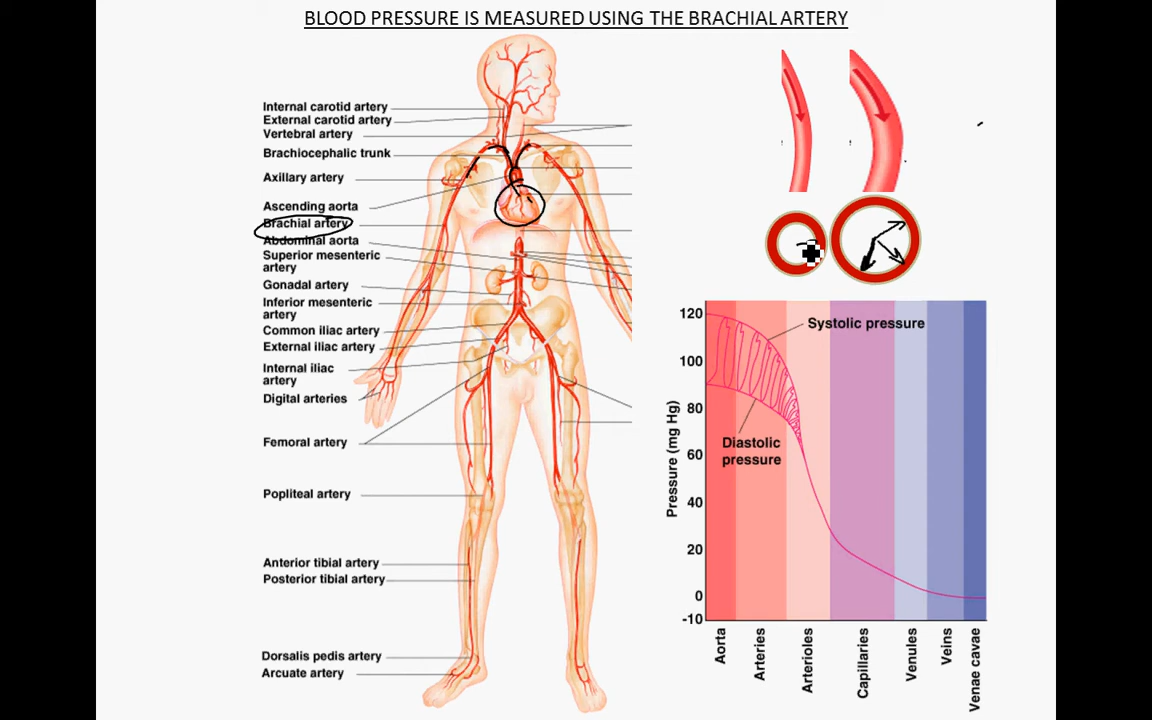 BLOOD PRESSURE IS MEASURED USING THE BRACHIAL ARTERY
Internal carotid artery
External carotid artery
Vertebral artery
Brachiocephalic trunk
Axillary artery
Ascending aorta
Brachial artery
Abdominal aorta
Superior mesenteric
artery
Gonadal artery
Inferior mesenteric
artery
Common iliac artery
External iliac artery
Internal iliac
artery
Digital arteries
Femoral artery
Popliteal artery
Anterior tibial artery
Posterior tibial artery
Dorsalis pedis artery
Arcuate artery
Pressure (mg Hg)
120
100
80
60
40
20
0
-10
Systolic pressure
Diastolic
pressure
Aorta
Arteries
Arterioles
Capillaries
Venules
Veins
Venae cavae